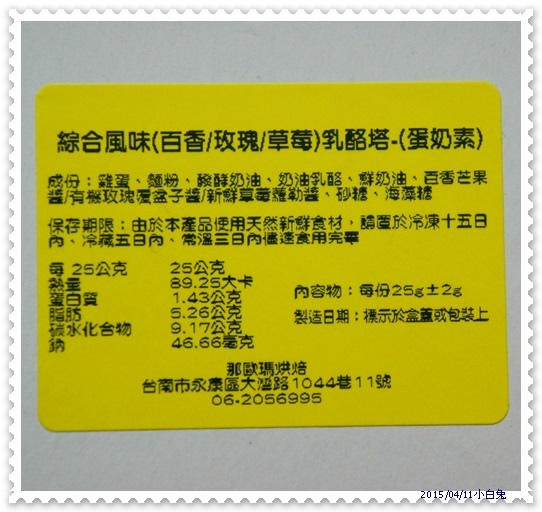 綜合風味(百香/玫瑰/草莓)乳酪塔-(蛋奶素)
成份：雞蛋、麵粉、醱酵奶油、奶油乳酪、鮮奶油、百香芒果
醬/有機玫瑰覆盆子醬/新鮮草莓蘿勒醬、砂糖、海藻糖
保存期限：由於本產品使用天然新鮮食材，請置於冷凍十五日
內、冷藏五日內、常溫三日內儘速食用完畢
每 25公克 25公克
熱量 89.25大卡
蛋白質 1.43公克
脂肪 5.26公克
碳水化合物 9.17公克
鈉 46.66毫克
內容物：每份25g±2g
製造日期：標示於盒蓋或包裝上
那歐瑪烘焙
台南市永康區大灣路1044巷11號
06-2056995
2015/04/11小白兔